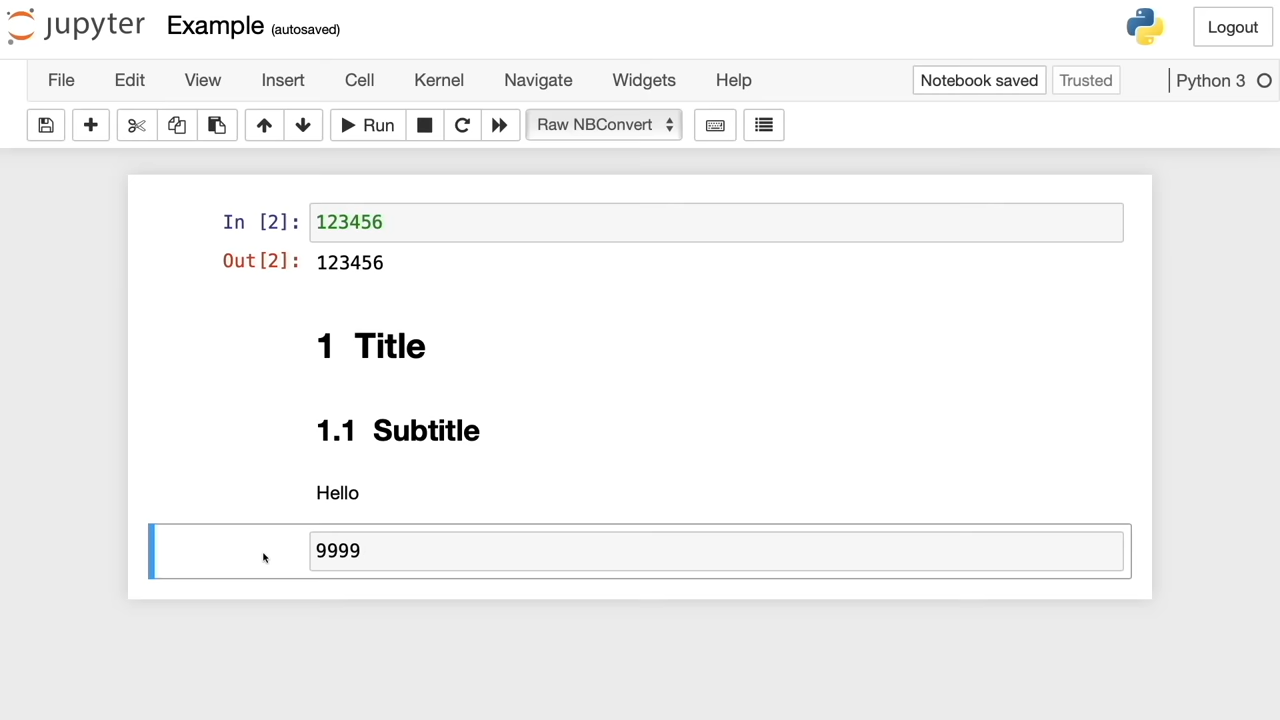 jupyter Example (autosaved) Logout
File Edit View Insert Cell Kernel Navigate Widgets Help Notebook saved Trusted Python 3
Run Raw NBConvert
In [2]: 123456
Out[2]: 123456
1 Title
1.1 Subtitle
Hello
9999